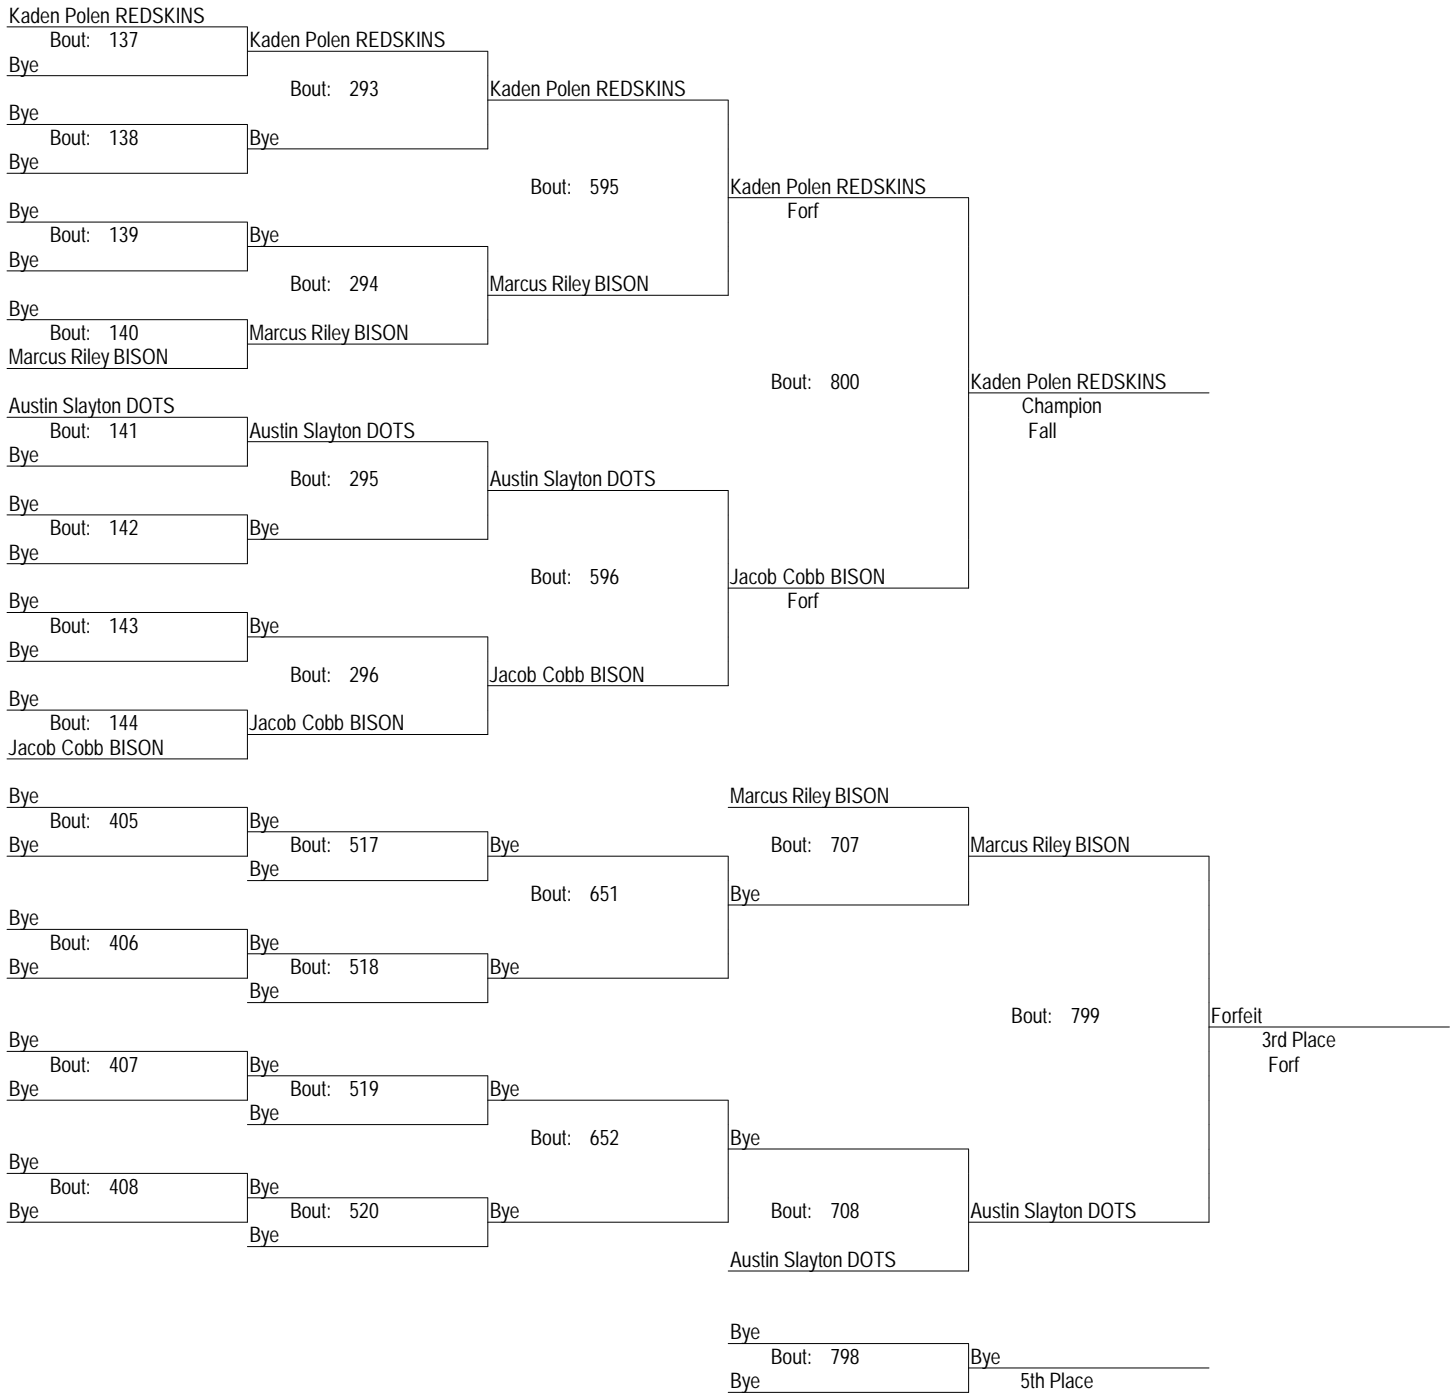 Kaden Polen REDSKINS
Bout: 137 Kaden Polen REDSKINS
Bye
Bout: 293 Kaden Polen REDSKINS
Bye
Bout: 138 Bye
Bye
Bout: 595 Kaden Polen REDSKINS
Bye Forf
Bout: 139 Bye
Bye
Bout: 294 Marcus Riley BISON
Bye
Bout: 140 Marcus Riley BISON
Marcus Riley BISON
Bout: 800 Kaden Polen REDSKINS
Austin Slayton DOTS Champion
Bout: 141 Austin Slayton DOTS Fall
Bye
Bout: 295 Austin Slayton DOTS
Bye
Bout: 142 Bye
Bye
Bout: 596 Jacob Cobb BISON
Bye Forf
Bout: 143 Bye
Bye
Bout: 296 Jacob Cobb BISON
Bye
Bout: 144 Jacob Cobb BISON
Jacob Cobb BISON
Bye Marcus Riley BISON
Bout: 405 Bye
Bye Bout: 517 Bye Bout: 707 Marcus Riley BISON
Bye
Bout: 651 Bye
Bye
Bout: 406 Bye
Bye Bout: 518 Bye
Bye
Bout: 799 Forfeit
Bye 3rd Place
Bout: 407 Bye Forf
Bye Bout: 519 Bye
Bye
Bout: 652 Bye
Bye
Bout: 408 Bye
Bye Bout: 520 Bye Bout: 708 Austin Slayton DOTS
Bye
Austin Slayton DOTS
Bye
Bout: 798 Bye
Bye 5th Place